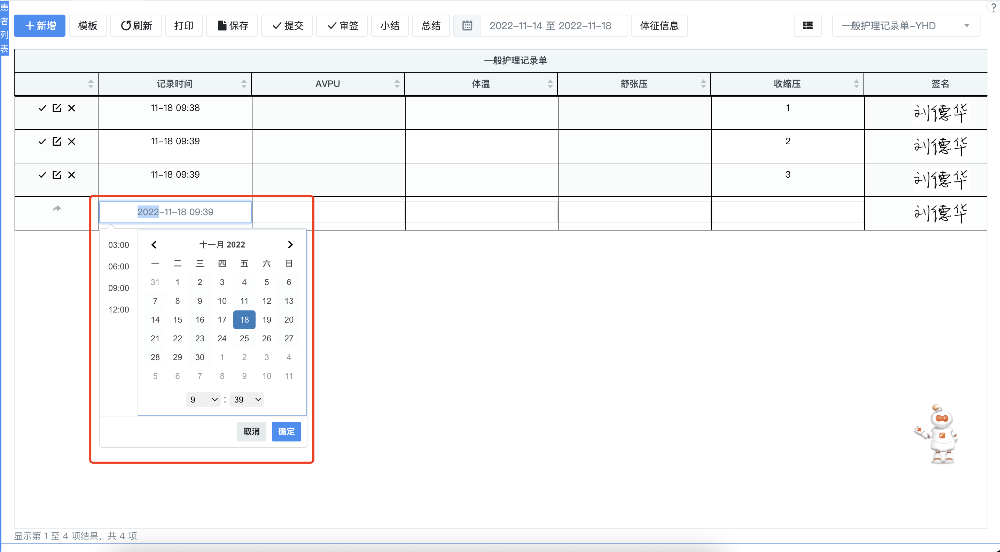 患者列表
?
新增 模板 刷新 打印 保存 提交 审签 小结 总结 2022-11-14 至 2022-11-18 体征信息 一般护理记录单-YHD
一般护理记录单
记录时间 AVPU 体温 舒张压 收缩压 签名
11-18 09:38 1 刘德华
11-18 09:39 2 刘德华
11-18 09:39 3 刘德华
2022-11-18 09:39 刘德华
03:00
06:00
09:00
12:00
十一月 2022
一 二 三 四 五 六 日
31 1 2 3 4 5 6
7 8 9 10 11 12 13
14 15 16 17 18 19 20
21 22 23 24 25 26 27
28 29 30 1 2 3 4
5 6 7 8 9 10 11
9 : 39
取消 确定
F
显示第 1 至 4 项结果，共 4 项